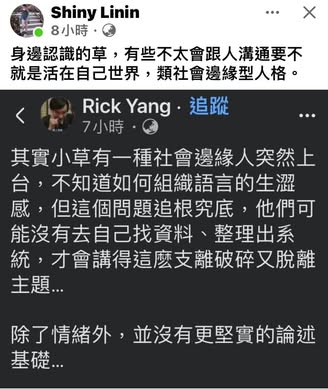 Shiny Linin
8小時・
身邊認識的草，有些不太會跟人溝通要不
就是活在自己世界，類社會邊緣型人格。
Rick Yang · 追蹤
7小時・
其實小草有一種社會邊緣人突然上
台，不知道如何組織語言的生澀
感，但這個問題追根究底，他們可
能沒有去自己找資料、整理出系
統，才會講得這麽支離破碎又脫離
主題...
除了情緒外，並沒有更堅實的論述
基礎...